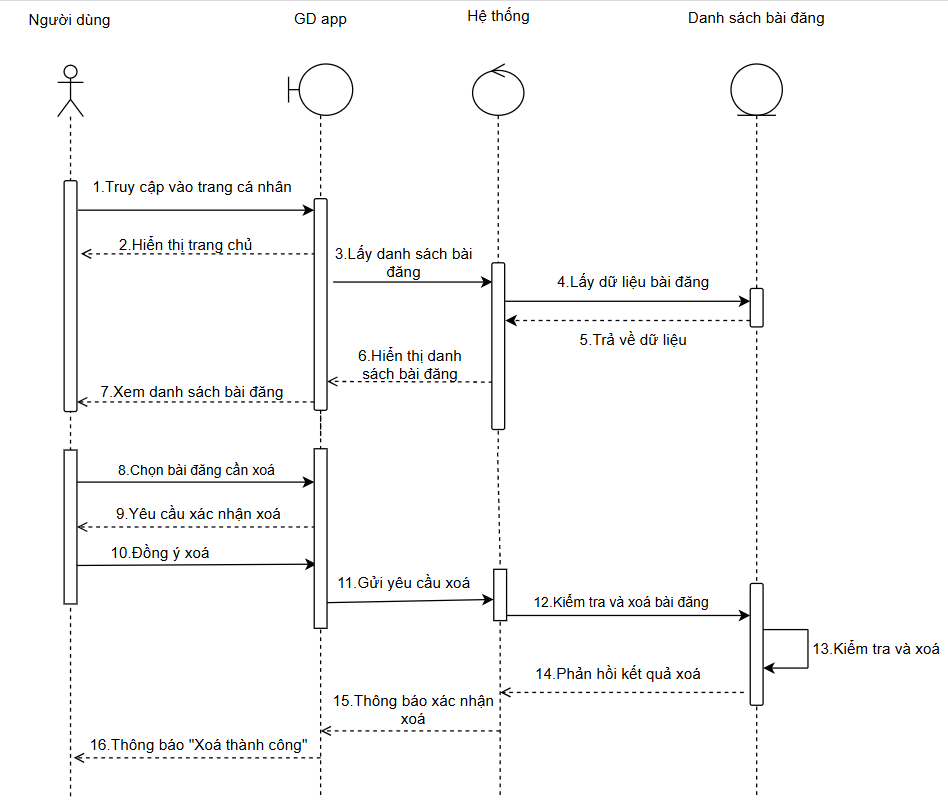 Người dùng
GD app
Hệ thống
Danh sách bài đăng
1.Truy cập vào trang cá nhân
2.Hiển thị trang chủ
3.Lấy danh sách bài
đăng
4.Lấy dữ liệu bài đăng
5.Trả về dữ liệu
6.Hiển thị danh
sách bài đăng
7.Xem danh sách bài đăng
8.Chọn bài đăng cần xoá
9.Yêu cầu xác nhận xoá
10.Đồng ý xoá
11.Gửi yêu cầu xoá
12.Kiểm tra và xoá bài đăng
13.Kiểm tra và xoá
14.Phản hồi kết quả xoá
15.Thông báo xác nhận
xoá
16.Thông báo "Xoá thành công"